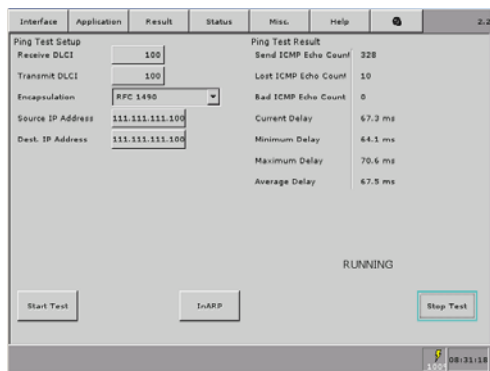 Interface Application Result Status Misc. Help 2.2
Ping Test Setup
Receive DLCI 100
Transmit DLCI 100
Encapsulation RFC 1490
Source IP Address 111.111.111.100
Dest. IP Address 111.111.111.100
Ping Test Result
Send ICMP Echo Count 328
Lost ICMP Echo Count 10
Bad ICMP Echo Count 0
Current Delay 67.3 ms
Minimum Delay 64.1 ms
Maximum Delay 70.6 ms
Average Delay 67.5 ms
RUNNING
Start Test InARP Stop Test
100% 08:31:18